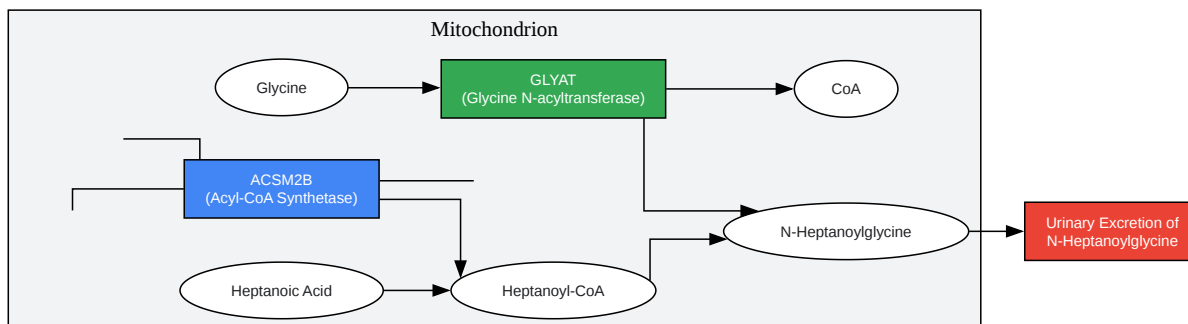 Mitochondrion
Glycine
GLYAT
(Glycine N-acyltransferase)
CoA
ACSM2B
(Acyl-CoA Synthetase)
N-Heptanoylglycine
Urinary Excretion of
N-Heptanoylglycine
Heptanoic Acid
Heptanoyl-CoA